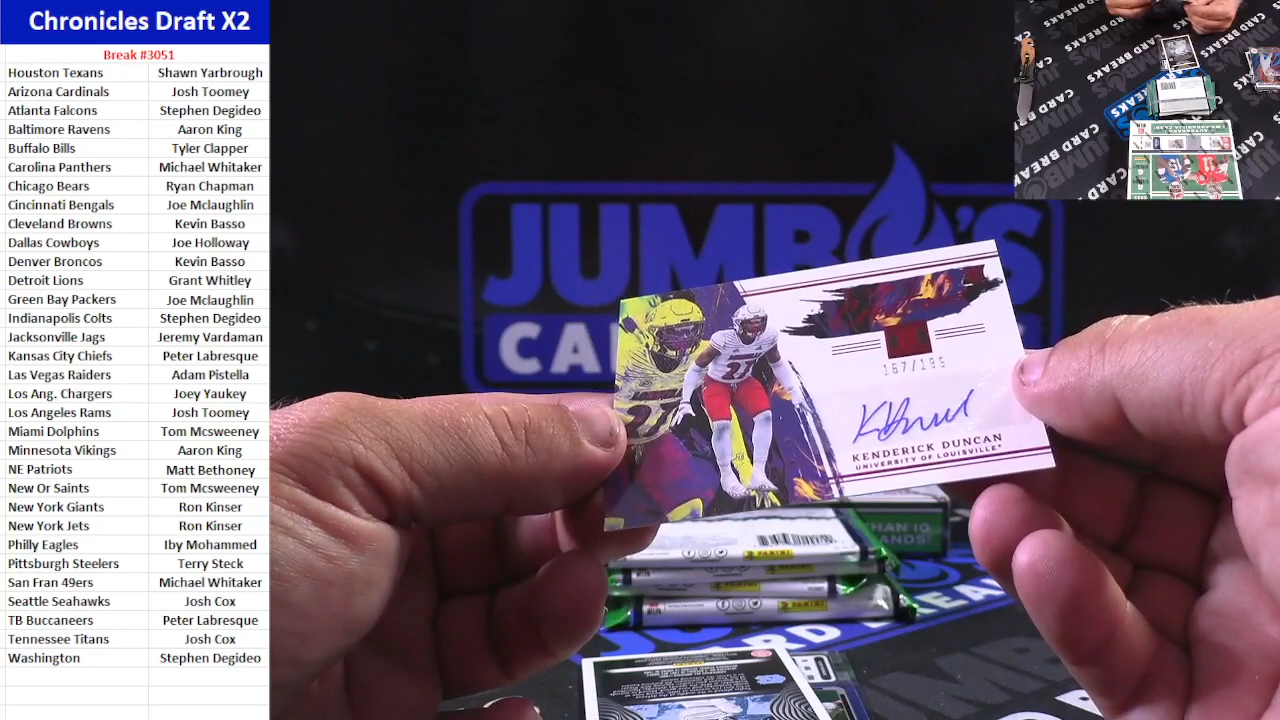 Chronicles Draft X2
Break #3051
Houston Texans Shawn Yarbrough
Arizona Cardinals Josh Toomey
Atlanta Falcons Stephen Degideo
Baltimore Ravens Aaron King
Buffalo Bills Tyler Clapper
Carolina Panthers Michael Whitaker
Chicago Bears Ryan Chapman
Cincinnati Bengals Joe Mclaughlin
Cleveland Browns Kevin Basso
Dallas Cowboys Joe Holloway
Denver Broncos Kevin Basso
Detroit Lions Grant Whitley
Green Bay Packers Joe Mclaughlin
Indianapolis Colts Stephen Degideo
Jacksonville Jags Jeremy Vardaman
Kansas City Chiefs Peter Labresque
Las Vegas Raiders Adam Pistella
Los Ang. Chargers Joey Yaukey
Los Angeles Rams Josh Toomey
Miami Dolphins Tom Mcsweeney
Minnesota Vikings Aaron King
NE Patriots Matt Bethoney
New Or Saints Tom Mcsweeney
New York Giants Ron Kinser
New York Jets Ron Kinser
Philly Eagles Iby Mohammed
Pittsburgh Steelers Terry Steck
San Fran 49ers Michael Whitaker
Seattle Seahawks Josh Cox
TB Buccaneers Peter Labresque
Tennessee Titans Josh Cox
Washington Stephen Degideo
JUMBO'S
CA
167/195
27
KENDERICK DUNCAN
UNIVERSITY OF LOUISVILLE
THAN 10
PANINI
PANINI
CARD BREAKS
JUMBO
CARD BREAKS